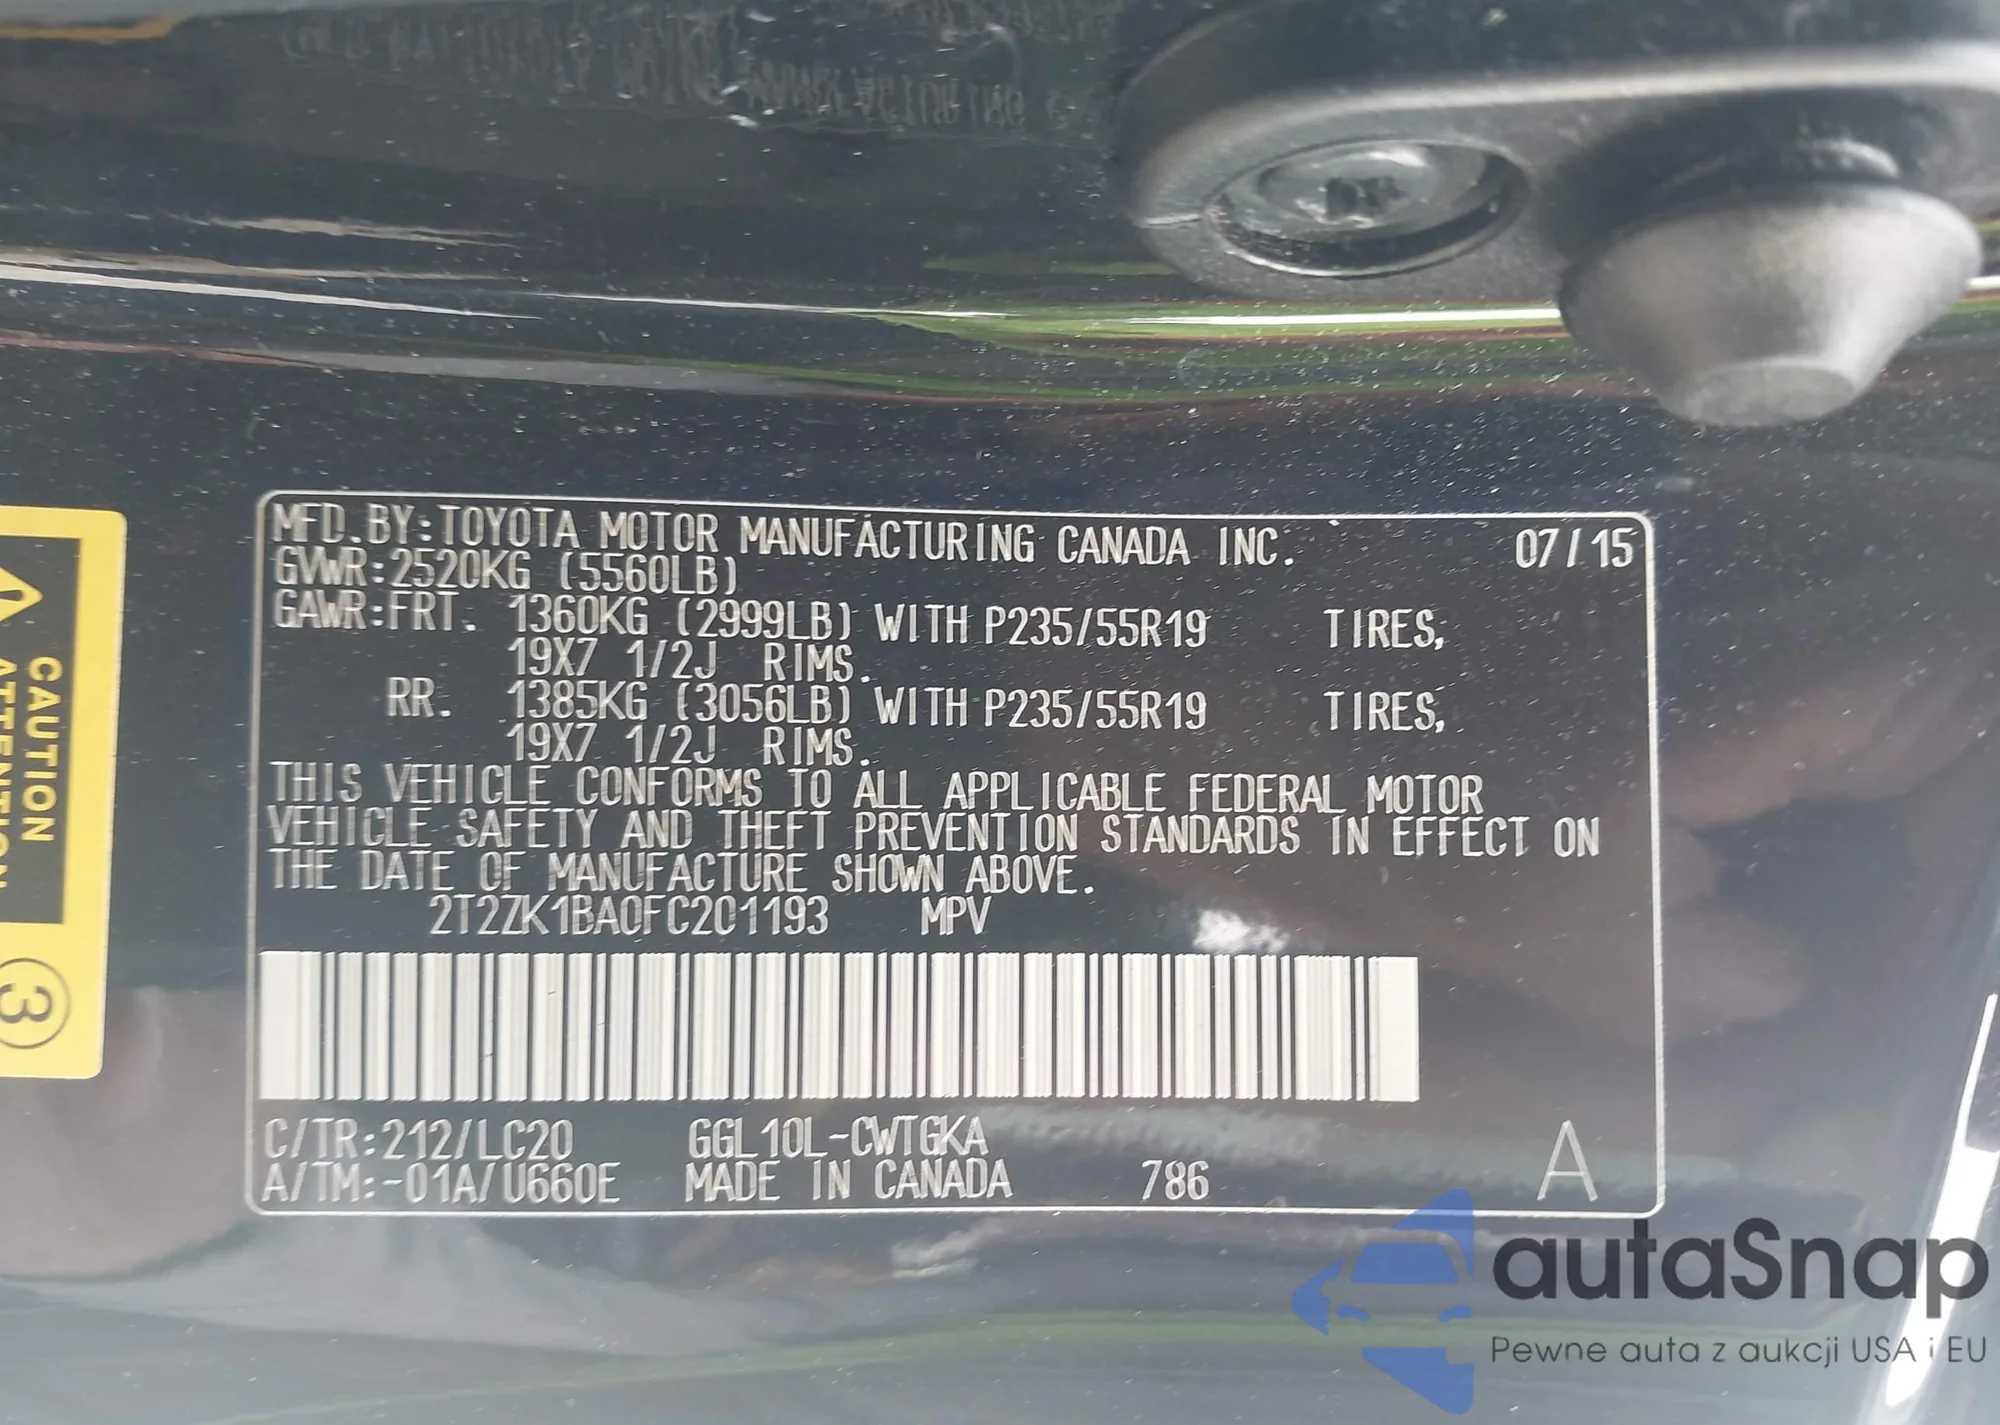 MFD. BY: TOYOTA MOTOR MANUFACTURING CANADA INC. 07/15
GVWR: 2520KG (5560LB)
GAWR: FRT. 1360KG (2999LB) WITH P235/55R19 TIRES,
19X7 1/2J RIMS.
RR. 1385KG (3056LB) WITH P235/55R19 TIRES,
19X7 1/2J RIMS.
THIS VEHICLE CONFORMS TO ALL APPLICABLE FEDERAL MOTOR
VEHICLE SAFETY AND THEFT PREVENTION STANDARDS IN EFFECT ON
THE DATE OF MANUFACTURE SHOWN ABOVE.
2T2ZK1BA0FC201193 MPV
C/TR: 212/LC20 GGL10L-CWTGKA
A/TM: -01A/U660E MADE IN CANADA 786 A
CAUTION
ATTENTION
3
autaSnap
Pewne auta z aukcji USA i EU